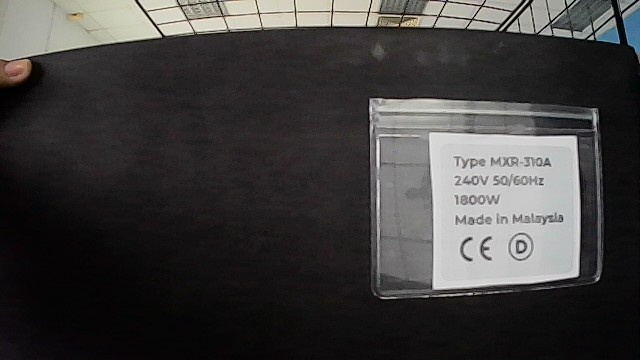 Type MXR-310A
240V 50/60Hz
1800W
Made in Malaysia
CE D